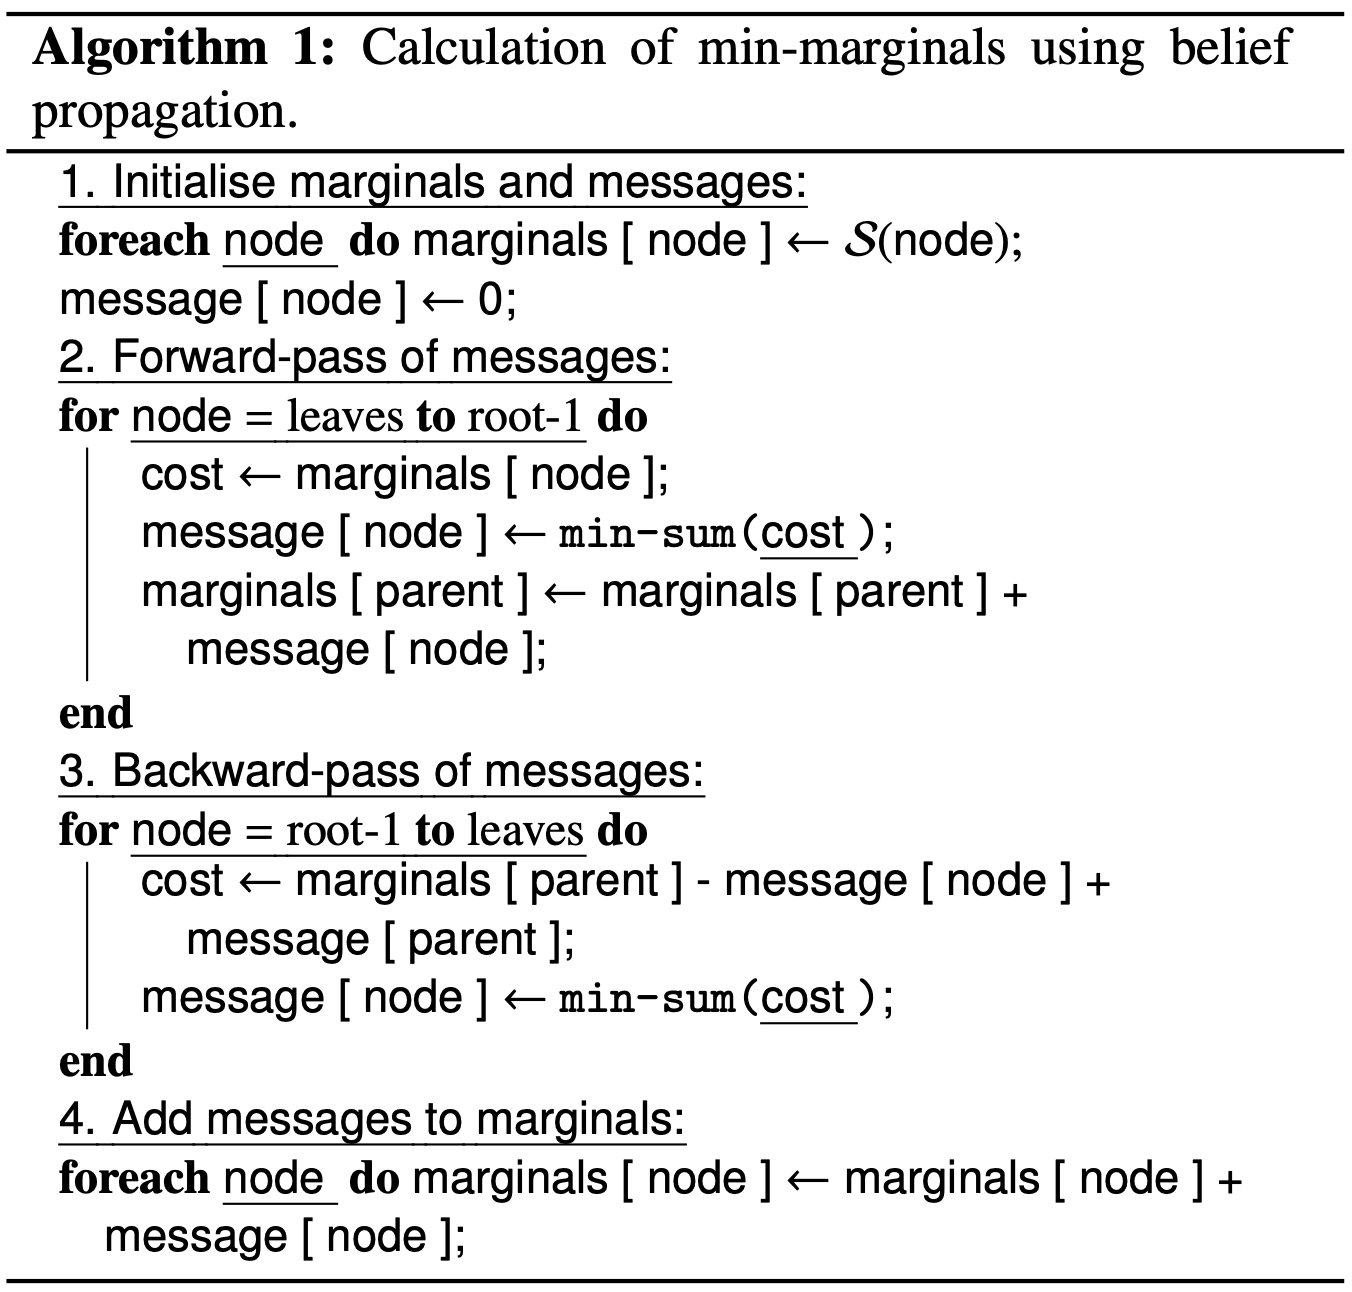 Algorithm 1: Calculation of min-marginals using belief
propagation.
1. Initialise marginals and messages:
foreach node do marginals [ node ] ← 𝒮(node);
message [ node ] ← 0;
2. Forward-pass of messages:
for node = leaves to root-1 do
cost ← marginals [ node ];
message [ node ] ← min-sum(cost );
marginals [ parent ] ← marginals [ parent ] +
message [ node ];
end
3. Backward-pass of messages:
for node = root-1 to leaves do
cost ← marginals [ parent ] - message [ node ] +
message [ parent ];
message [ node ] ← min-sum(cost );
end
4. Add messages to marginals:
foreach node do marginals [ node ] ← marginals [ node ] +
message [ node ];